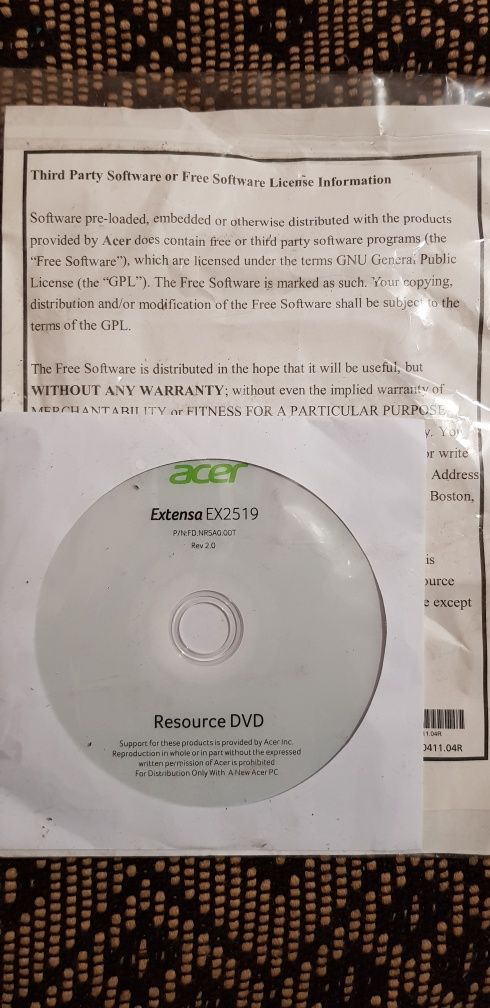 Third Party Software or Free Software License Information
Software pre-loaded, embedded or otherwise distributed with the products
provided by Acer does contain free or third party software programs (the
“Free Software”), which are licensed under the terms GNU General Public
License (the “GPL”). The Free Software is marked as such. Your copying,
distribution and/or modification of the Free Software shall be subject to the
terms of the GPL.
The Free Software is distributed in the hope that it will be useful, but
WITHOUT ANY WARRANTY; without even the implied warranty of
MERCHANTABILITY or FITNESS FOR A PARTICULAR PURPOSE
You
or write
Address
Boston,
is
except
11.04R
0411.04R
acer
Extensa EX2519
Rev 2.0
Resource DVD
Support for these products is provided by Acer Inc.
Reproduction in whole or in part without the expressed
written permission of Acer is prohibited
For Distribution Only With A New Acer PC